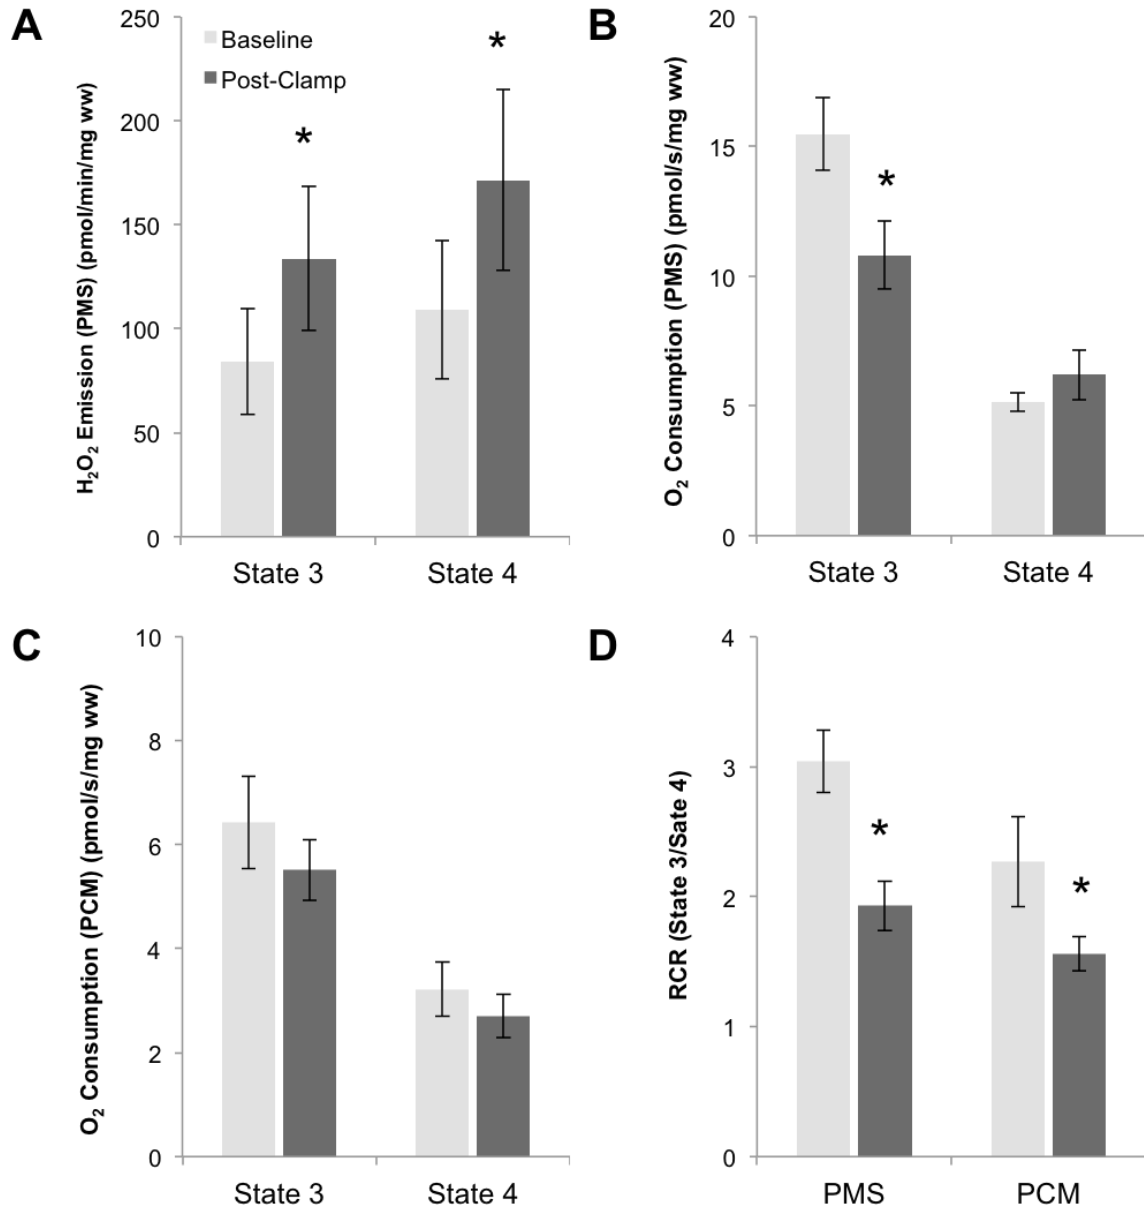 A
H₂O₂ Emission (PMS) (pmol/min/mg ww)
250
200
150
100
50
0
Baseline
Post-Clamp
*
*
State 3
State 4
B
O₂ Consumption (PMS) (pmol/s/mg ww)
20
15
10
5
0
*
State 3
State 4
C
O₂ Consumption (PCM) (pmol/s/mg ww)
10
8
6
4
2
0
State 3
State 4
D
RCR (State 3/Sate 4)
4
3
2
1
0
*
*
PMS
PCM